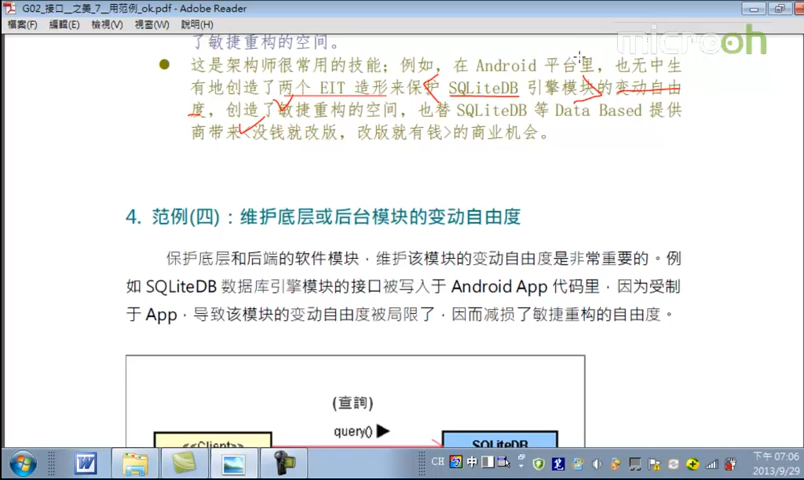 G02_接口__之美_7__用范例_ok.pdf - Adobe Reader
檔案(F) 編輯(E) 檢視(V) 視窗(W) 說明(H)
microoh
了敏捷重构的空间。
这是架构师很常用的技能；例如，在 Android 平台里，也无中生
有地创造了两个 EIT 造形来保护 SQLiteDB 引擎模块的变动自由
度，创造了敏捷重构的空间，也替 SQLiteDB 等 Data Based 提供
商带来<没钱就改版，改版就有钱>的商业机会。
4. 范例(四)：维护底层或后台模块的变动自由度
保护底层和后端的软件模块，维护该模块的变动自由度是非常重要的。例
如 SQLiteDB 数据库引擎模块的接口被写入于 Android App 代码里，因为受制
于 App，导致该模块的变动自由度被局限了，因而减损了敏捷重构的自由度。
(查詢)
query()
<<Client>>
SQLiteDB
CH 中
下午 07:06
2013/9/29